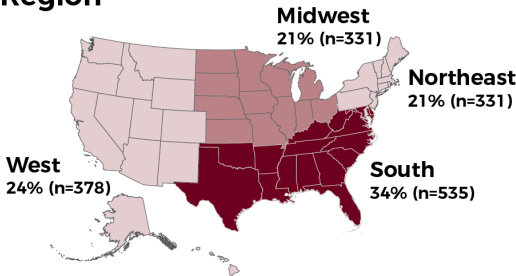 Region
Midwest
21% (n=331)
Northeast
21% (n=331)
West
24% (n=378)
South
34% (n=535)